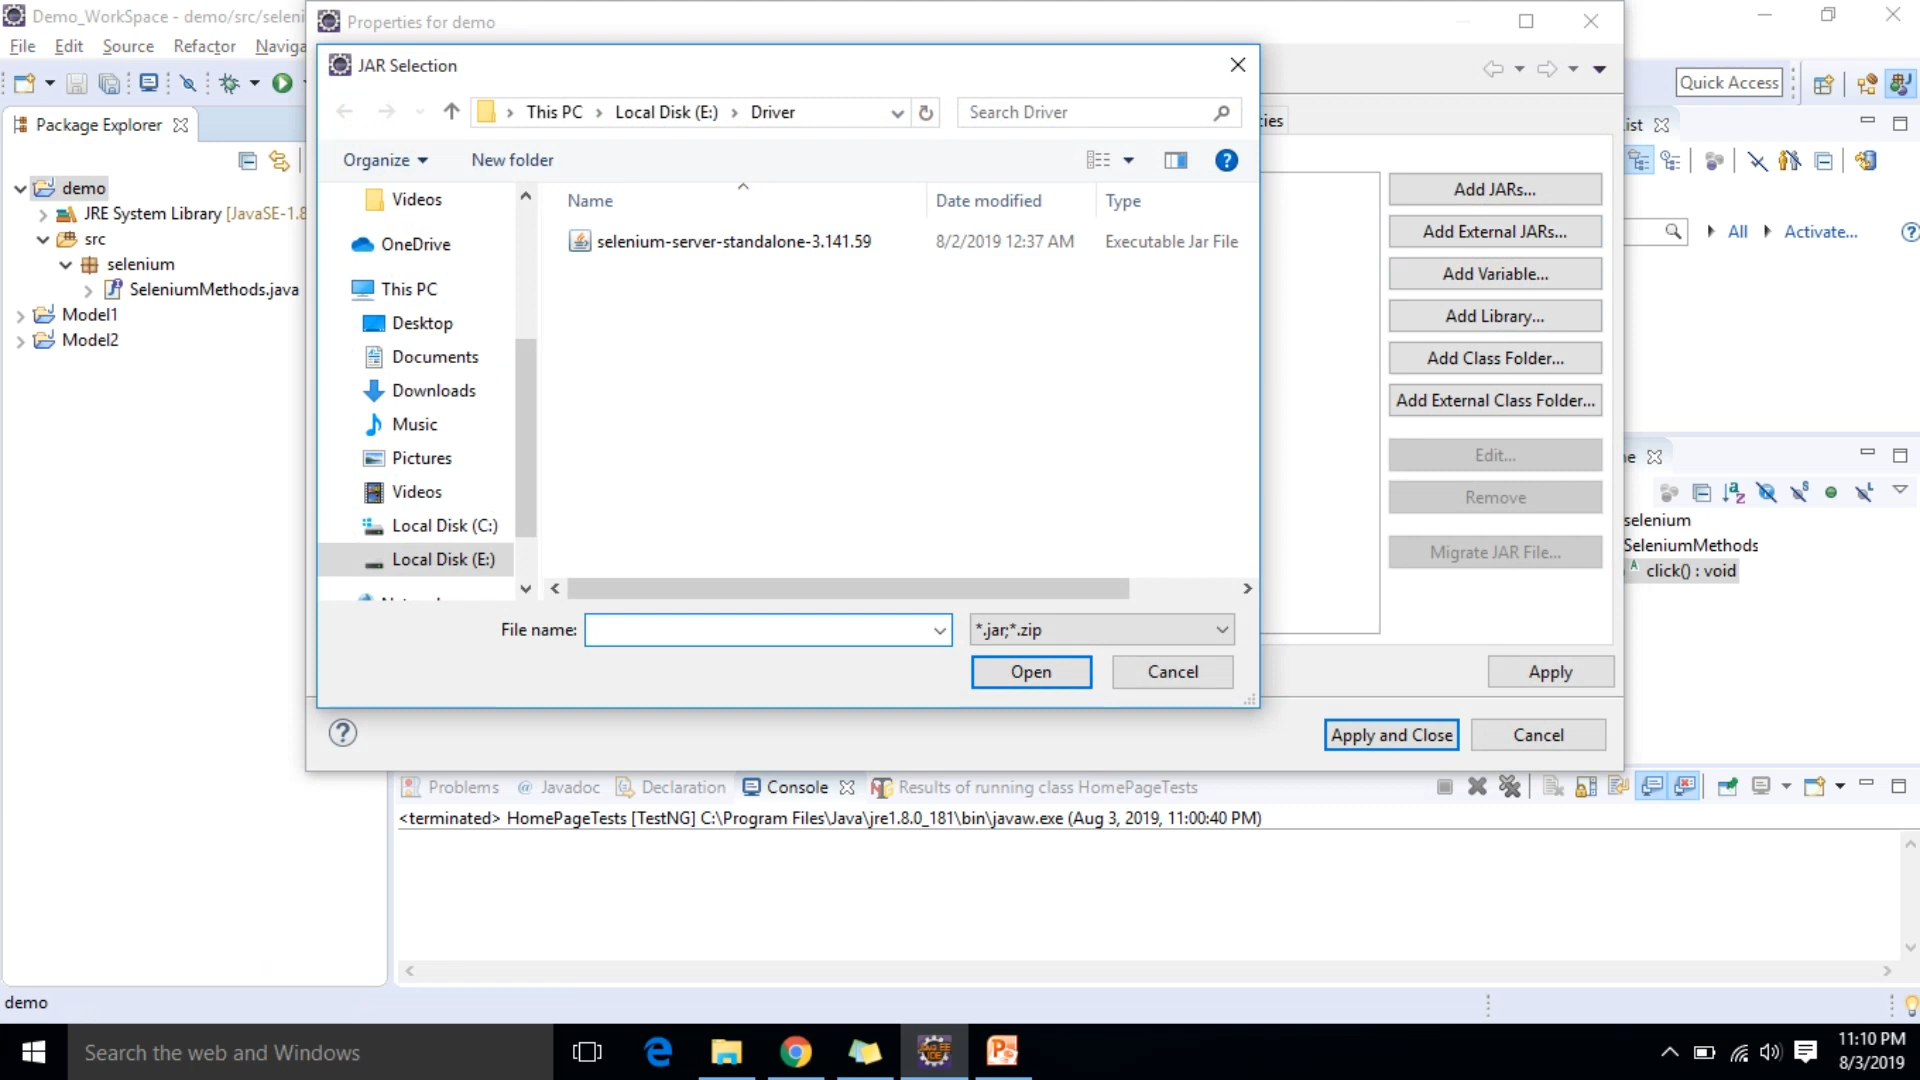 Demo_WorkSpace - demo/src/seleni
File Edit Source Refactor Naviga
Properties for demo
JAR Selection
This PC > Local Disk (E:) > Driver
Search Driver
Organize
New folder
Name
Date modified
Type
selenium-server-standalone-3.141.59
8/2/2019 12:37 AM
Executable Jar File
Videos
OneDrive
This PC
Desktop
Documents
Downloads
Music
Pictures
Videos
Local Disk (C:)
Local Disk (E:)
File name:
*.jar;*.zip
Open
Cancel
ties
Add JARs...
Add External JARs...
Add Variable...
Add Library...
Add Class Folder...
Add External Class Folder...
Edit...
Remove
Migrate JAR File...
Apply
Apply and Close
Cancel
Quick Access
Package Explorer
demo
JRE System Library [JavaSE-1.8
src
selenium
SeleniumMethods.java
Model1
Model2
ist
All
Activate...
ne
selenium
SeleniumMethods
click() : void
Problems @ Javadoc Declaration Console Results of running class HomePageTests
<terminated> HomePageTests [TestNG] C:\Program Files\Java\jre1.8.0_181\bin\javaw.exe (Aug 3, 2019, 11:00:40 PM)
demo
Search the web and Windows
11:10 PM
8/3/2019